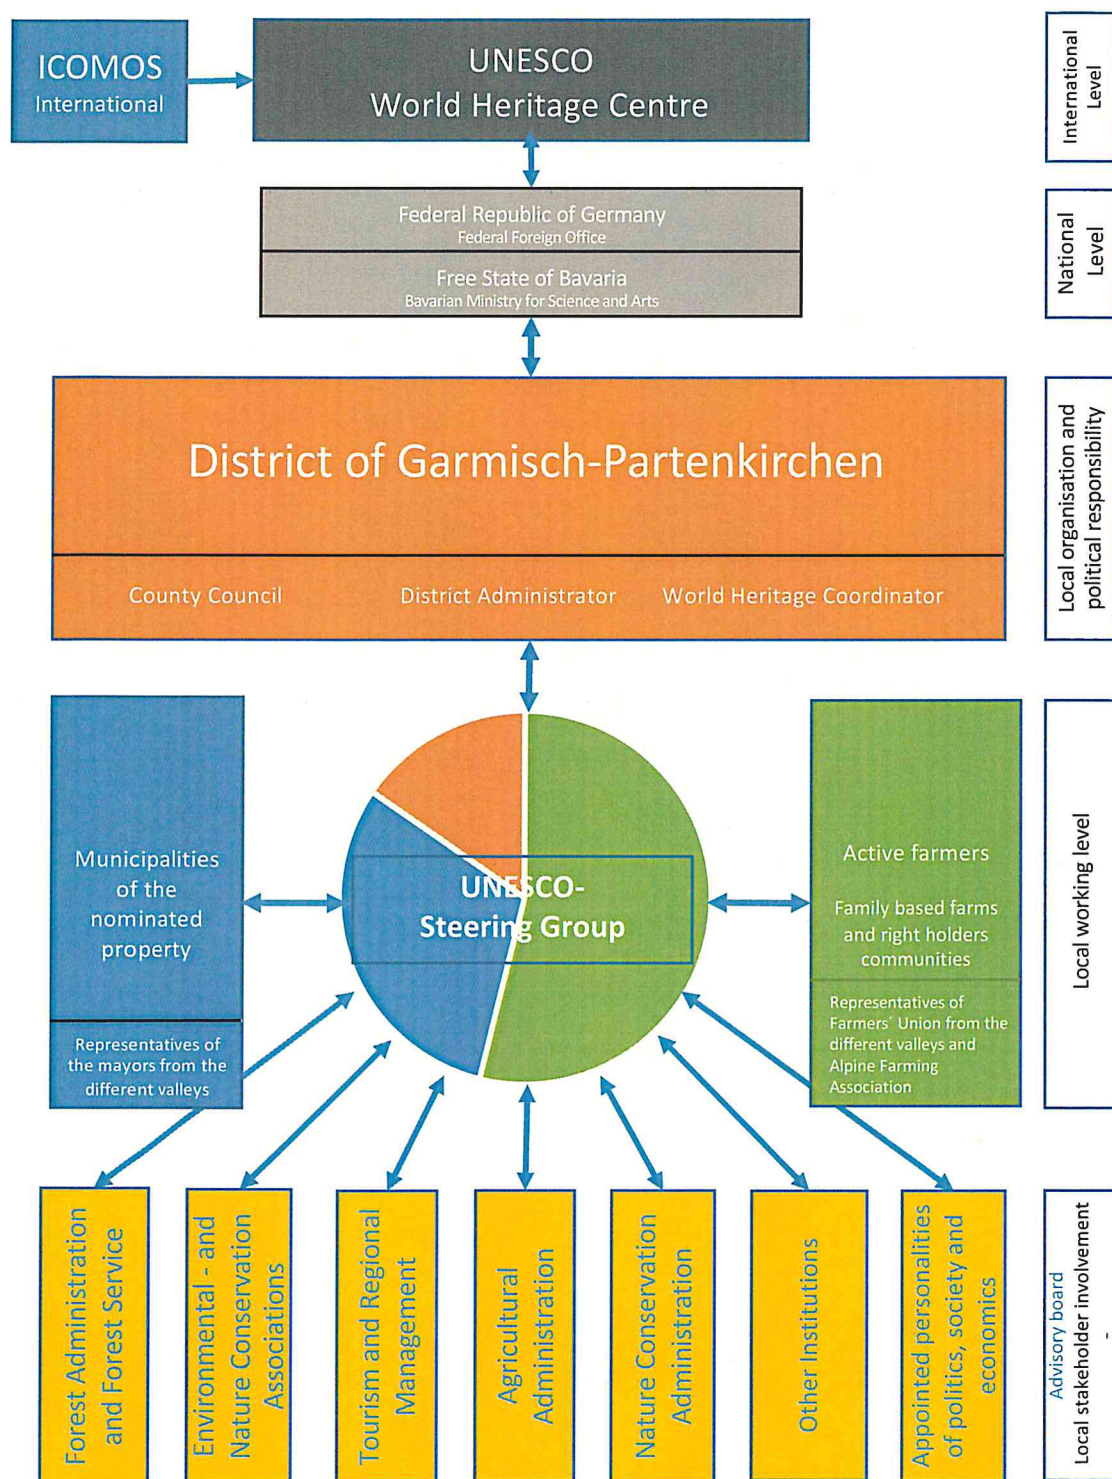 ICOMOS
International
UNESCO
World Heritage Centre
International
Level
Federal Republic of Germany
Federal Foreign Office
Free State of Bavaria
Bavarian Ministry for Science and Arts
National
Level
District of Garmisch-Partenkirchen
County Council
District Administrator
World Heritage Coordinator
Local organisation and
political responsibility
Municipalities
of the
nominated
property
Representatives of
the mayors from the
different valleys
UNESCO-
Steering Group
Active farmers
Family based farms
and right holders
communities
Representatives of
Farmers´ Union from the
different valleys and
Alpine Farming
Association
Local working level
Forest Administration
and Forest Service
Environmental - and
Nature Conservation
Associations
Tourism and Regional
Management
Agricultural
Administration
Nature Conservation
Administration
Other Institutions
Appointed personalities
of politics, society and
economics
Advisory board
Local stakeholder involvement
-